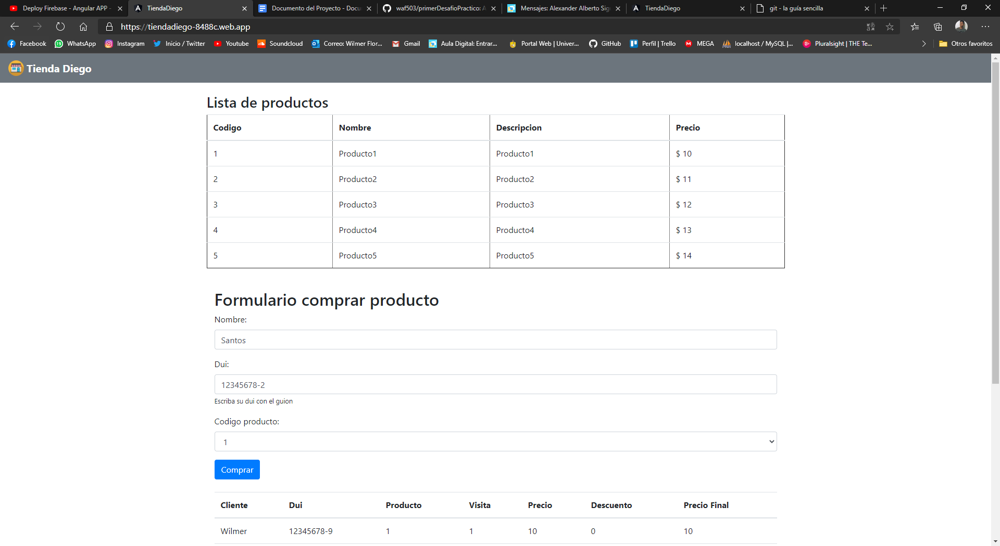 Deploy Firebase - Angular APP -
TiendaDiego
Documento del Proyecto - Docu
waf503/primerDesafioPractico: A
Mensajes: Alexander Alberto Sig
TiendaDiego
git - la guía sencilla
https://tiendadiego-8488c.web.app
Facebook
19
WhatsApp
Instagram
Inicio / Twitter
Youtube
Soundcloud
Correo: Wilmer Flor...
Gmail
Aula Digital: Entrar...
Portal Web | Univer...
GitHub
Perfil | Trello
MEGA
localhost / MySQL |...
Pluralsight | THE Te...
Otros favoritos
Tienda Diego
Lista de productos
Codigo Nombre Descripcion Precio
1 Producto1 Producto1 $ 10
2 Producto2 Producto2 $ 11
3 Producto3 Producto3 $ 12
4 Producto4 Producto4 $ 13
5 Producto5 Producto5 $ 14
Formulario comprar producto
Nombre:
Santos
Dui:
12345678-2
Escriba su dui con el guion
Codigo producto:
1
Comprar
Cliente Dui Producto Visita Precio Descuento Precio Final
Wilmer 12345678-9 1 1 10 0 10